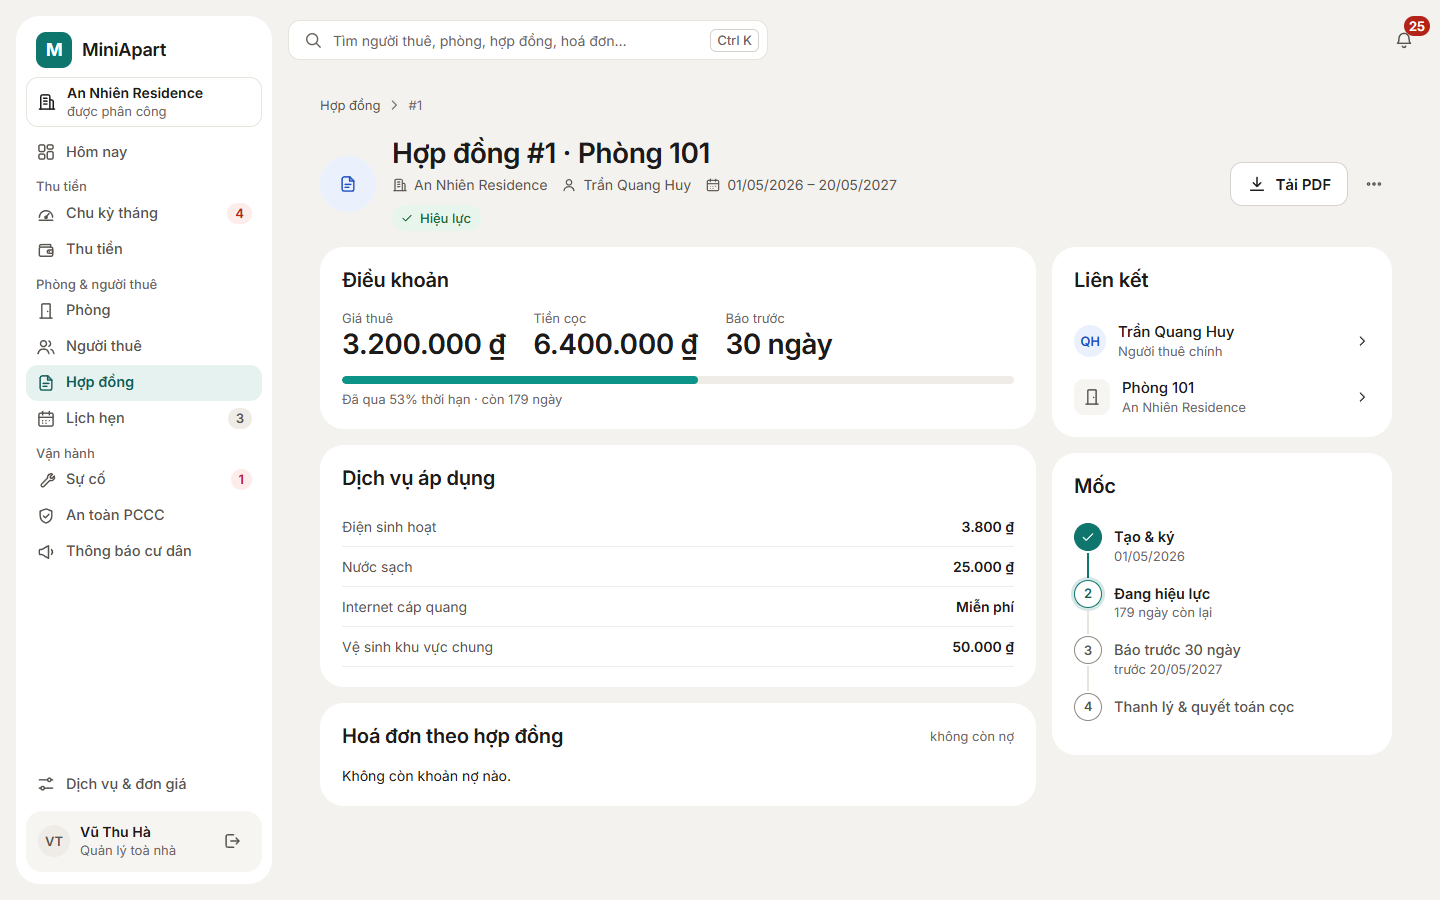 M MiniApart
An Nhiên Residence
được phân công
Hôm nay
Thu tiền
Chu kỳ tháng 4
Thu tiền
Phòng & người thuê
Phòng
Người thuê
Hợp đồng
Lịch hẹn 3
Vận hành
Sự cố 1
An toàn PCCC
Thông báo cư dân
Dịch vụ & đơn giá
VT
Vũ Thu Hà
Quản lý toà nhà
Tìm người thuê, phòng, hợp đồng, hoá đơn... Ctrl K
25
Hợp đồng #1
Hợp đồng #1 · Phòng 101
An Nhiên Residence Trần Quang Huy 01/05/2026 – 20/05/2027
Hiệu lực
Tải PDF
Điều khoản
Giá thuê Tiền cọc Báo trước
3.200.000 ₫ 6.400.000 ₫ 30 ngày
Đã qua 53% thời hạn · còn 179 ngày
Dịch vụ áp dụng
Điện sinh hoạt 3.800 ₫
Nước sạch 25.000 ₫
Internet cáp quang Miễn phí
Vệ sinh khu vực chung 50.000 ₫
Hoá đơn theo hợp đồng không còn nợ
Không còn khoản nợ nào.
Liên kết
QH
Trần Quang Huy
Người thuê chính
Phòng 101
An Nhiên Residence
Mốc
Tạo & ký
01/05/2026
2 Đang hiệu lực
179 ngày còn lại
3 Báo trước 30 ngày
trước 20/05/2027
4 Thanh lý & quyết toán cọc